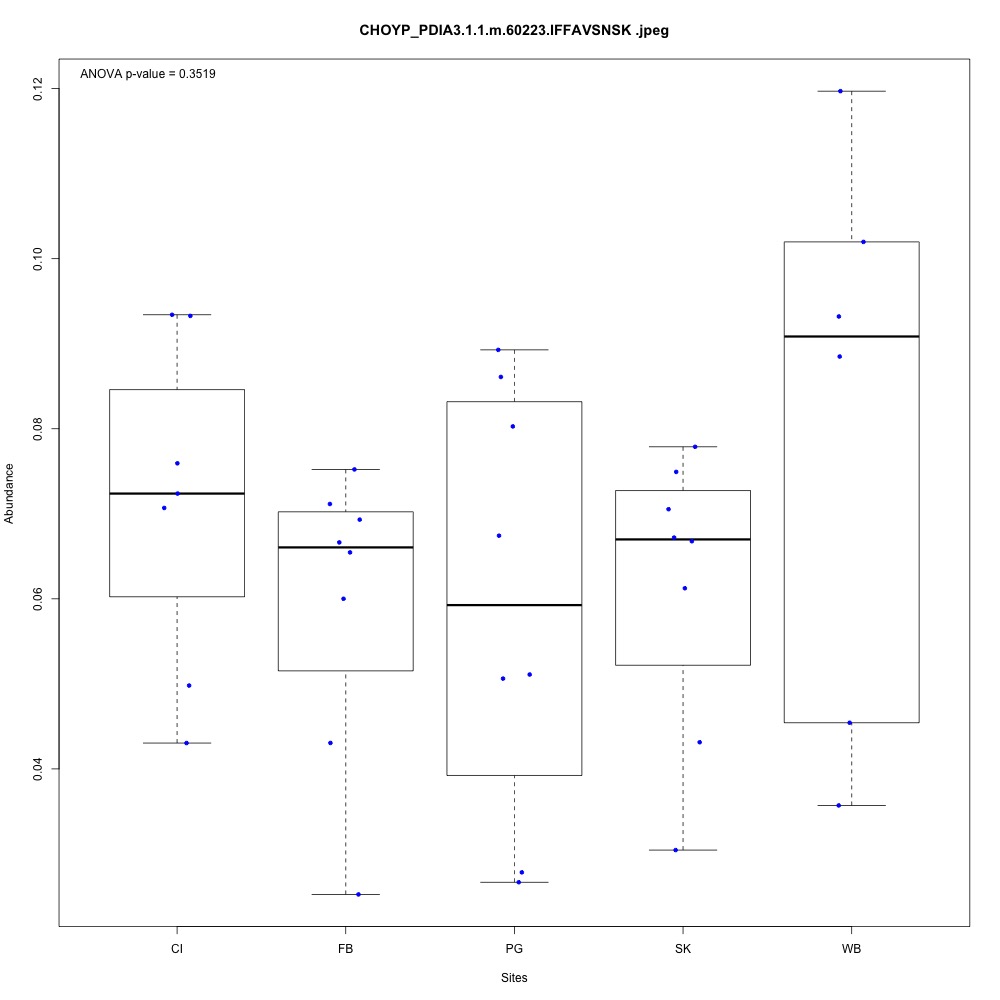 CHOYP_PDIA3.1.1.m.60223.IFFAVSNSK .jpeg
ANOVA p-value = 0.3519
0.12
0.10
0.08
0.06
0.04
Abundance
CI FB PG SK WB
Sites